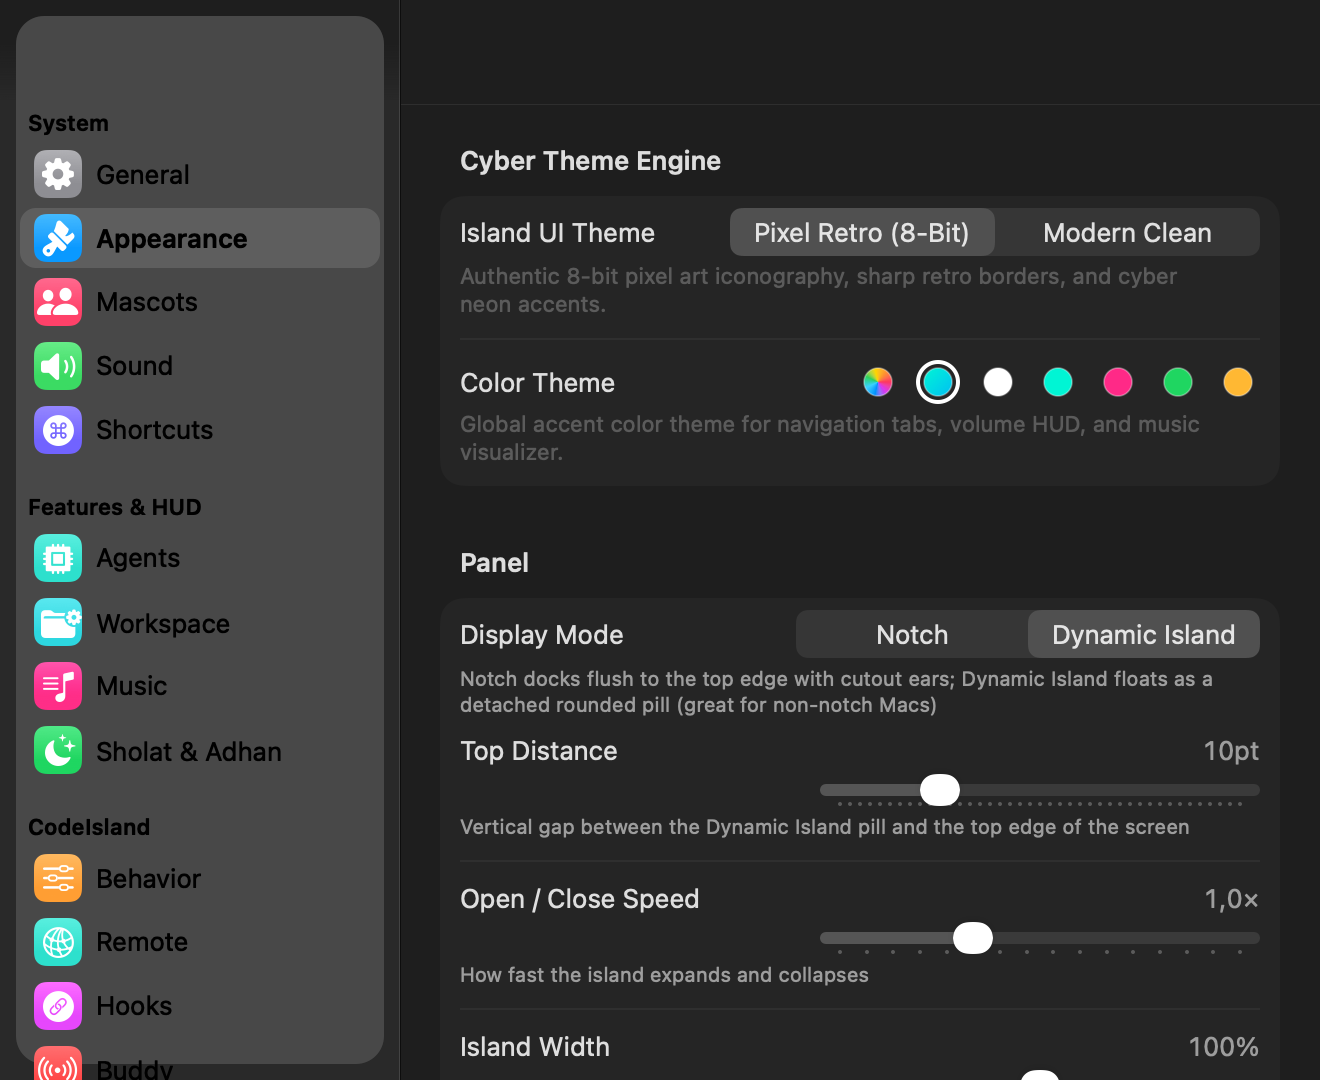 System
General
Appearance
Mascots
Sound
Shortcuts
Features & HUD
Agents
Workspace
Music
Sholat & Adhan
CodeIsland
Behavior
Remote
Hooks
Buddy
Cyber Theme Engine
Island UI Theme
Pixel Retro (8-Bit)
Modern Clean
Authentic 8-bit pixel art iconography, sharp retro borders, and cyber
neon accents.
Color Theme
Global accent color theme for navigation tabs, volume HUD, and music
visualizer.
Panel
Display Mode
Notch
Dynamic Island
Notch docks flush to the top edge with cutout ears; Dynamic Island floats as a
detached rounded pill (great for non-notch Macs)
Top Distance
10pt
Vertical gap between the Dynamic Island pill and the top edge of the screen
Open / Close Speed
1,0×
How fast the island expands and collapses
Island Width
100%